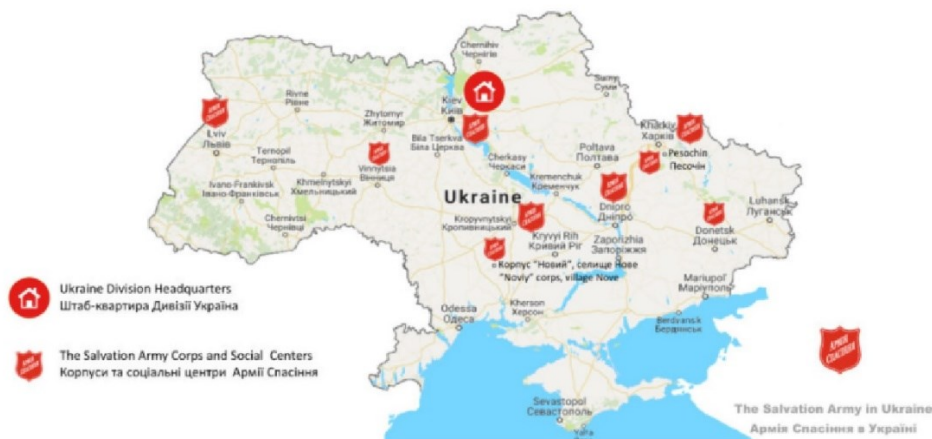 Chernihiv
Чернігів
Sumy
Суми
Rivne
Рівне
Kiev
Київ
Zhytomyr
Житомир
Lviv
Львів
Kharkiv
Харків
Bila Tserkva
Біла Церква
Pesochin
Песочін
Poltava
Полтава
Ternopil
Тернопіль
Vinnytsia
Вінниця
Cherkasy
Черкаси
Khmelnytskyi
Хмельницький
Kremenchuk
Кременчук
Ivano-Frankivsk
Івано-Франківськ
Ukraine
Luhansk
Луганськ
Dnipro
Дніпро
Chernivtsi
Чернівці
Kropyvnytskyi
Кропивницький
Donetsk
Донецьк
Kryvyi Rih
Кривий Ріг
Zaporizhia
Запоріжжя
Корпус "Новий", селище Нове
"Noviy" corps, village Nove
Mariupol
Маріуполь
Ukraine Division Headquarters
Штаб-квартира Дивізії Україна
Odessa
Одеса
Kherson
Херсон
Berdyansk
Бердянськ
The Salvation Army Corps and Social Centers
Корпуси та соціальні центри Армії Спасіння
АРМІЯ
СПАСІННЯ
Sevastopol
Севастополь
The Salvation Army in Ukraine
Армія Спасіння в Україні